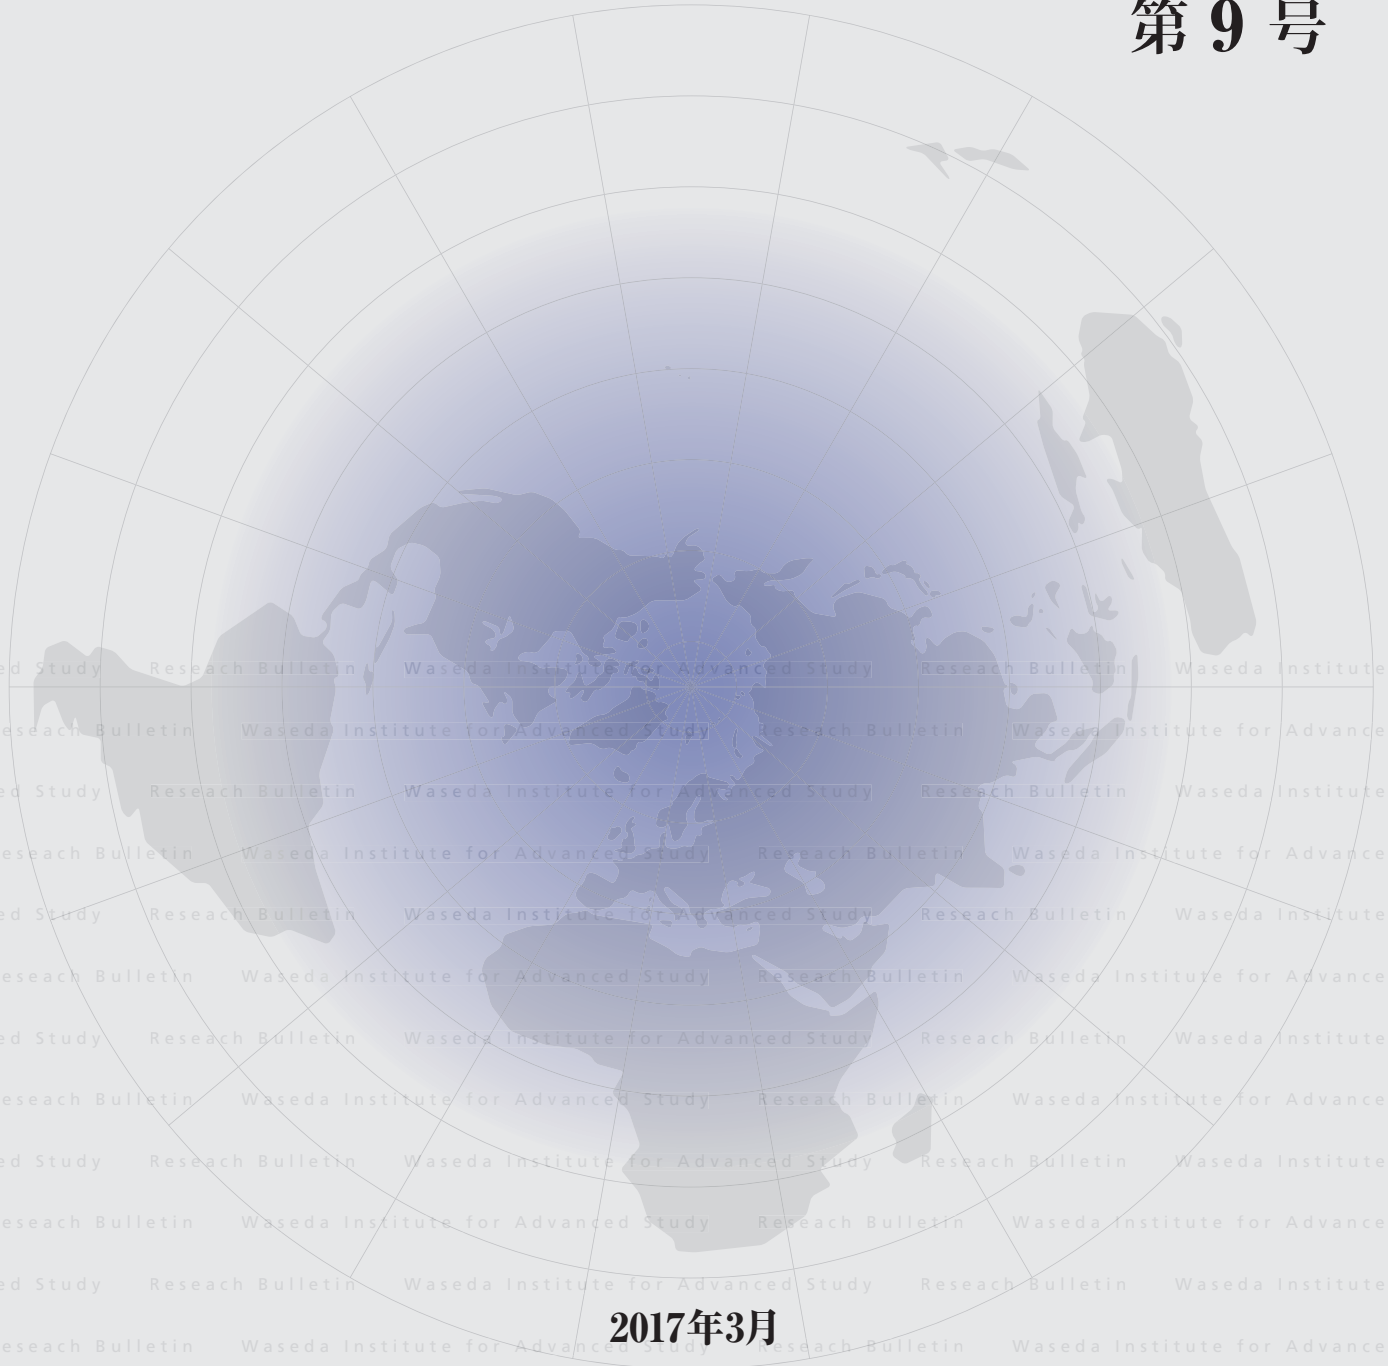 第9号
ed Study Reseach Bulletin Waseda Institute for Advanced Study Reseach Bulletin Waseda Institute
eseach Bulletin Waseda Institute for Advanced Study Reseach Bulletin Waseda Institute for Advance
ed Study Reseach Bulletin Waseda Institute for Advanced Study Reseach Bulletin Waseda Institute
eseach Bulletin Waseda Institute for Advanced Study Reseach Bulletin Waseda Institute for Advance
ed Study Reseach Bulletin Waseda Institute for Advanced Study Reseach Bulletin Waseda Institute
eseach Bulletin Waseda Institute for Advanced Study Reseach Bulletin Waseda Institute for Advance
ed Study Reseach Bulletin Waseda Institute for Advanced Study Reseach Bulletin Waseda Institute
eseach Bulletin Waseda Institute for Advanced Study Reseach Bulletin Waseda Institute for Advance
ed Study Reseach Bulletin Waseda Institute for Advanced Study Reseach Bulletin Waseda Institute
eseach Bulletin Waseda Institute for Advanced Study Reseach Bulletin Waseda Institute for Advance
ed Study Reseach Bulletin Waseda Institute for Advanced Study Reseach Bulletin Waseda Institute
2017年3月
eseach Bulletin Waseda Institute for Advanced Study Reseach Bulletin Waseda Institute for Advance